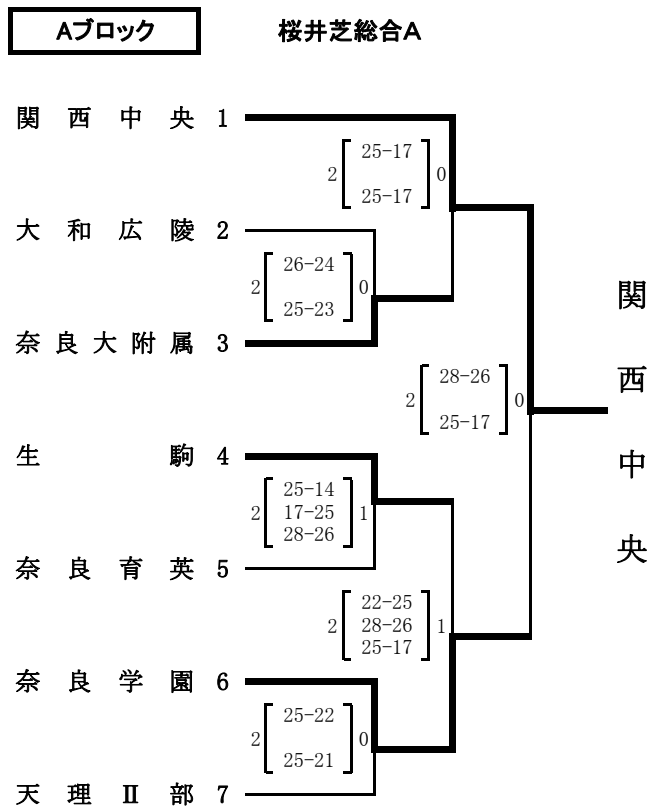 Aブロック 桜井芝総合A
関西中央 1
2 25-17 0
25-17
大和広陵 2
2 26-24 0
25-23
奈良大附属 3
2 28-26 0
25-17
生駒 4
2 25-14 1
17-25
28-26
奈良育英 5
2 22-25 1
28-26
25-17
奈良学園 6
2 25-22 0
25-21
天理Ⅱ部 7
関西中央